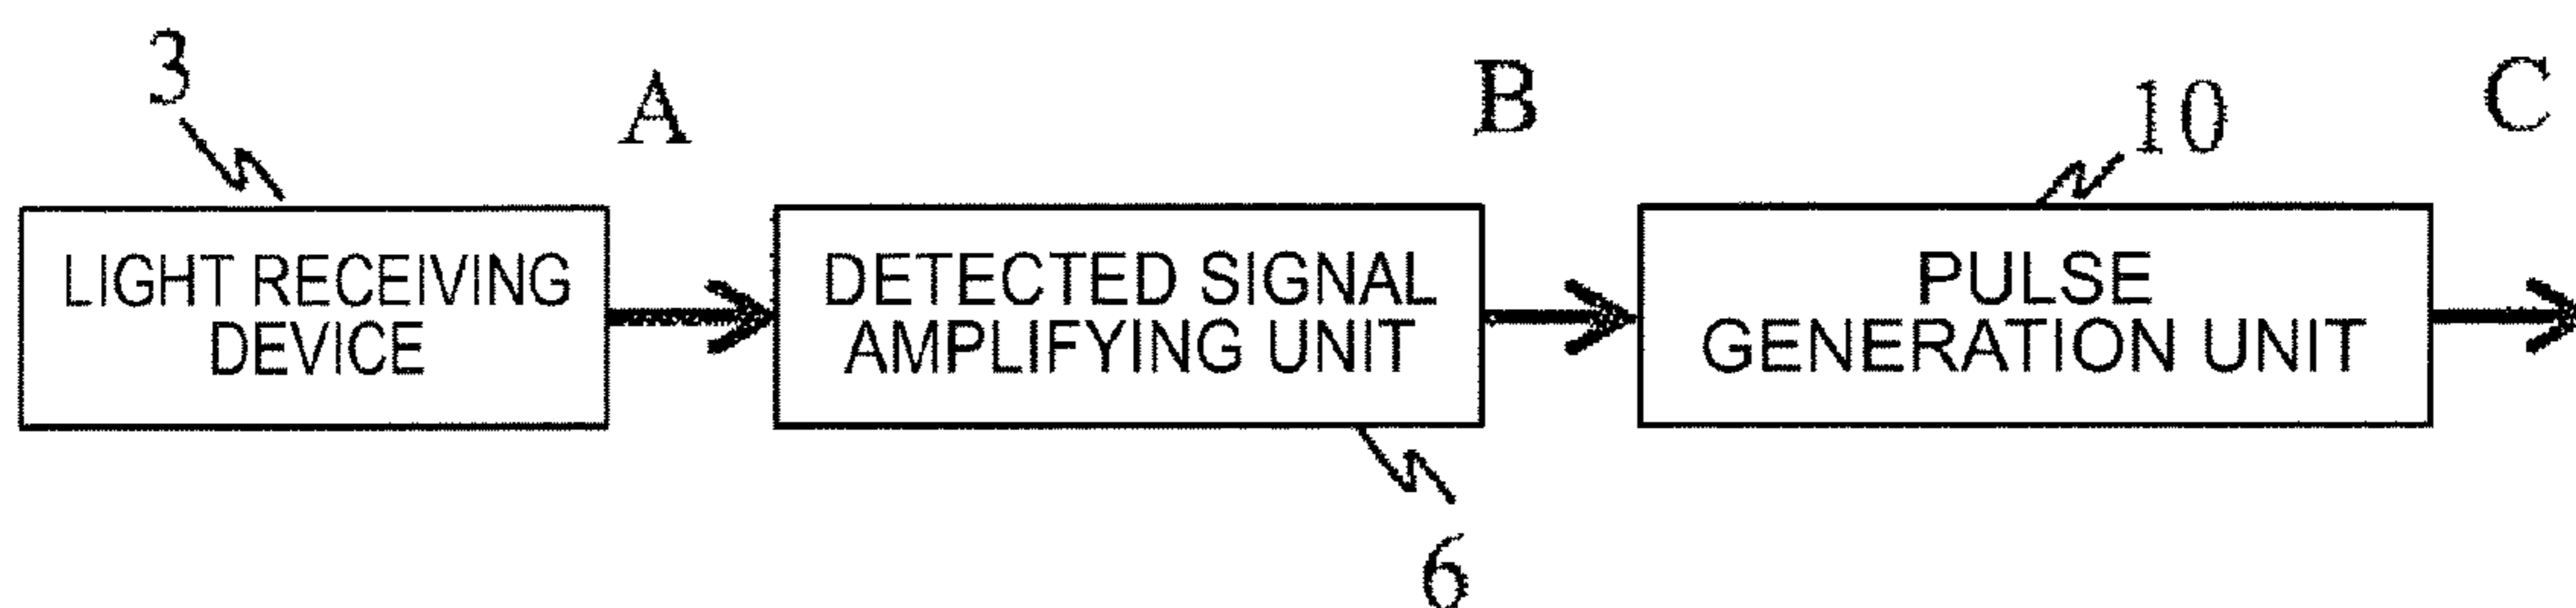 3
A
B
10
C
LIGHT RECEIVING
DEVICE
DETECTED SIGNAL
AMPLIFYING UNIT
PULSE
GENERATION UNIT
6